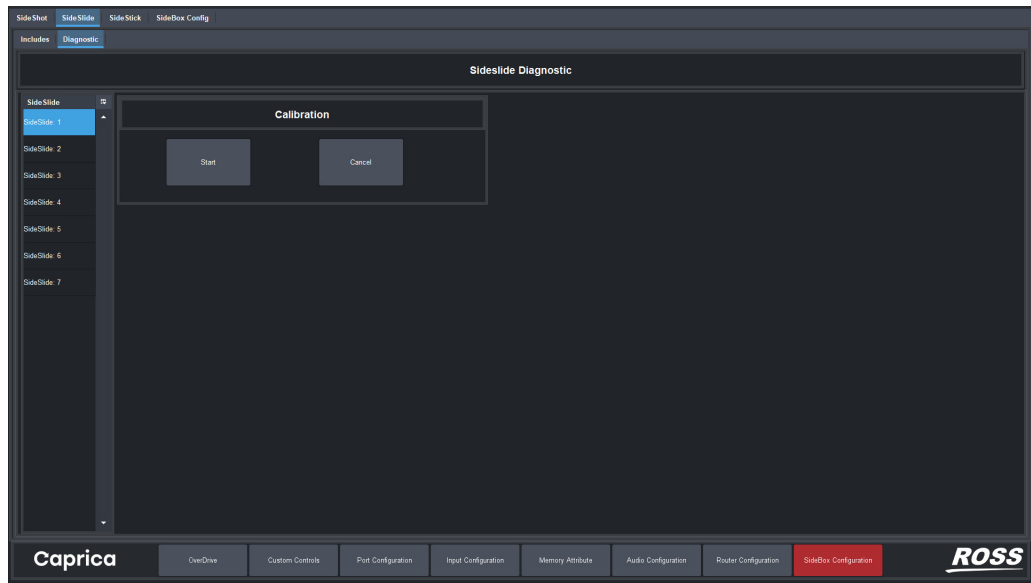 SideShot SideSlide SideStick SideBox Config
Includes Diagnostic
Sideslide Diagnostic
SideSlide
SideSlide: 1
SideSlide: 2
SideSlide: 3
SideSlide: 4
SideSlide: 5
SideSlide: 6
SideSlide: 7
Calibration
Start Cancel
Caprica OverDrive Custom Controls Port Configuration Input Configuration Memory Attribute Audio Configuration Router Configuration SideBox Configuration ROSS